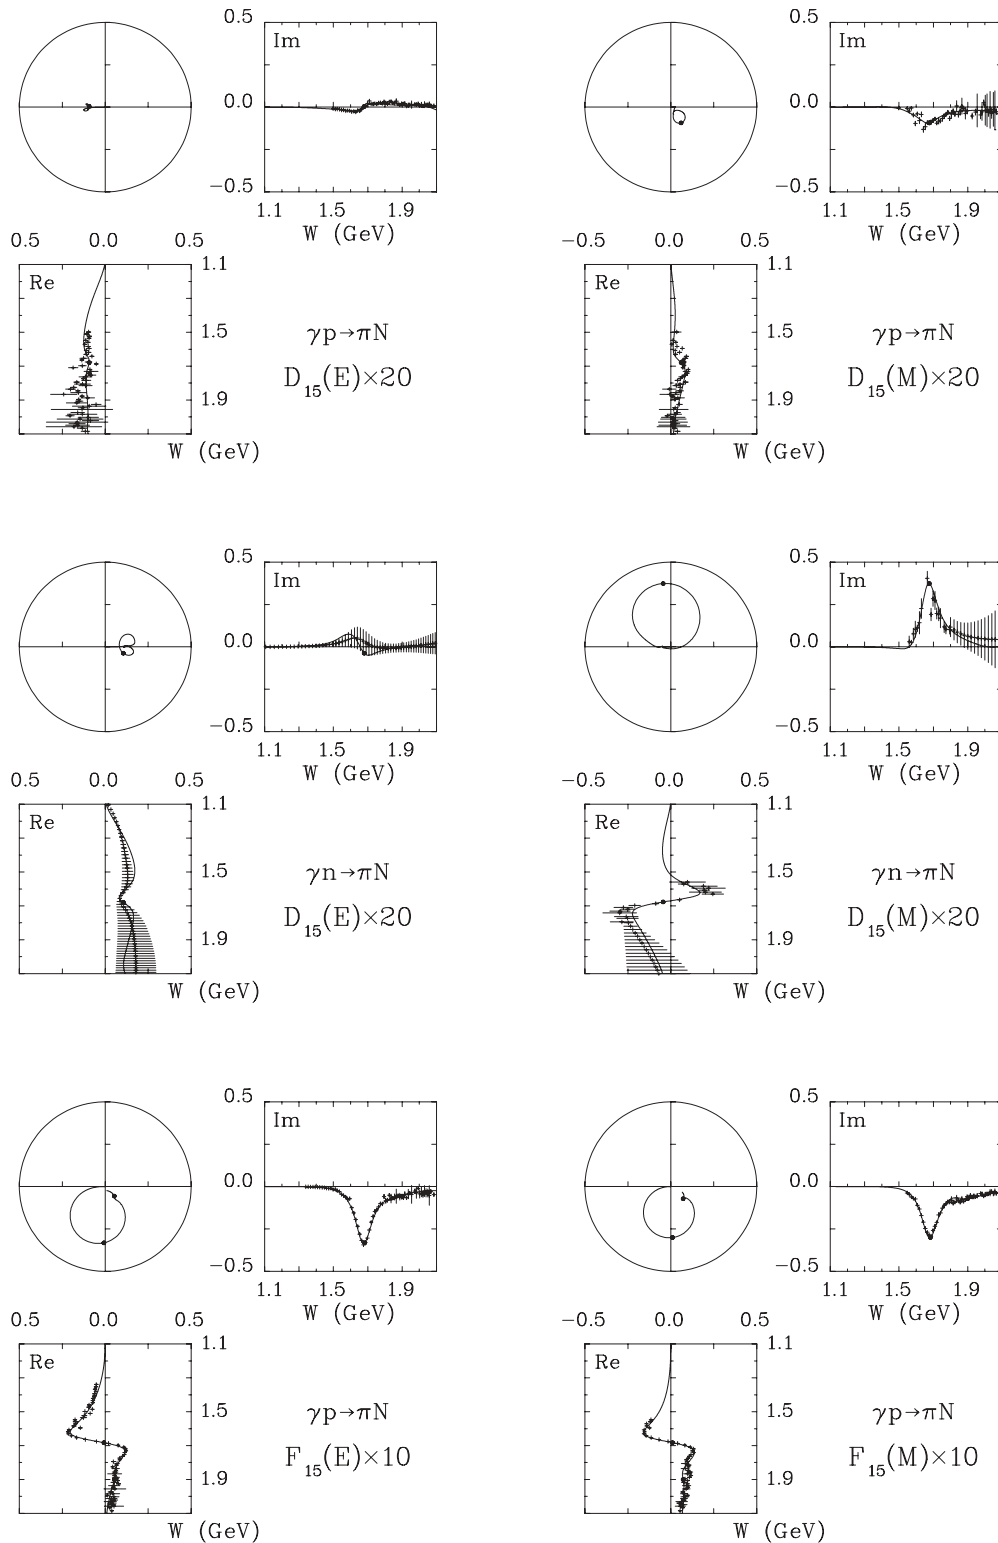 0.5 Im
0.0
−0.5
1.1 1.5 1.9
W (GeV)
0.5 0.0 0.5
Re 1.1
1.5
1.9
W (GeV)
γp→πN
D₁₅(E)×20
0.5 Im
0.0
−0.5
1.1 1.5 1.9
W (GeV)
−0.5 0.0 0.5
Re 1.1
1.5
1.9
W (GeV)
γp→πN
D₁₅(M)×20
0.5 Im
0.0
−0.5
1.1 1.5 1.9
W (GeV)
0.5 0.0 0.5
Re 1.1
1.5
1.9
W (GeV)
γn→πN
D₁₅(E)×20
0.5 Im
0.0
−0.5
1.1 1.5 1.9
W (GeV)
−0.5 0.0 0.5
Re 1.1
1.5
1.9
W (GeV)
γn→πN
D₁₅(M)×20
0.5 Im
0.0
−0.5
1.1 1.5 1.9
W (GeV)
0.5 0.0 0.5
Re 1.1
1.5
1.9
W (GeV)
γp→πN
F₁₅(E)×10
0.5 Im
0.0
−0.5
1.1 1.5 1.9
W (GeV)
−0.5 0.0 0.5
Re 1.1
1.5
1.9
W (GeV)
γp→πN
F₁₅(M)×10